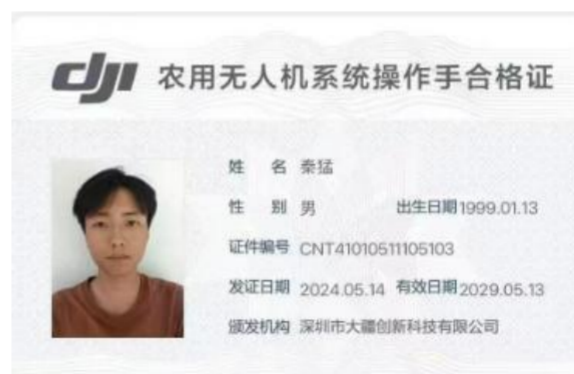 dji 农用无人机系统操作手合格证
姓 名 秦猛
性 别 男 出生日期 1999.01.13
证件编号 CNT41010511105103
发证日期 2024.05.14 有效日期 2029.05.13
颁发机构 深圳市大疆创新科技有限公司